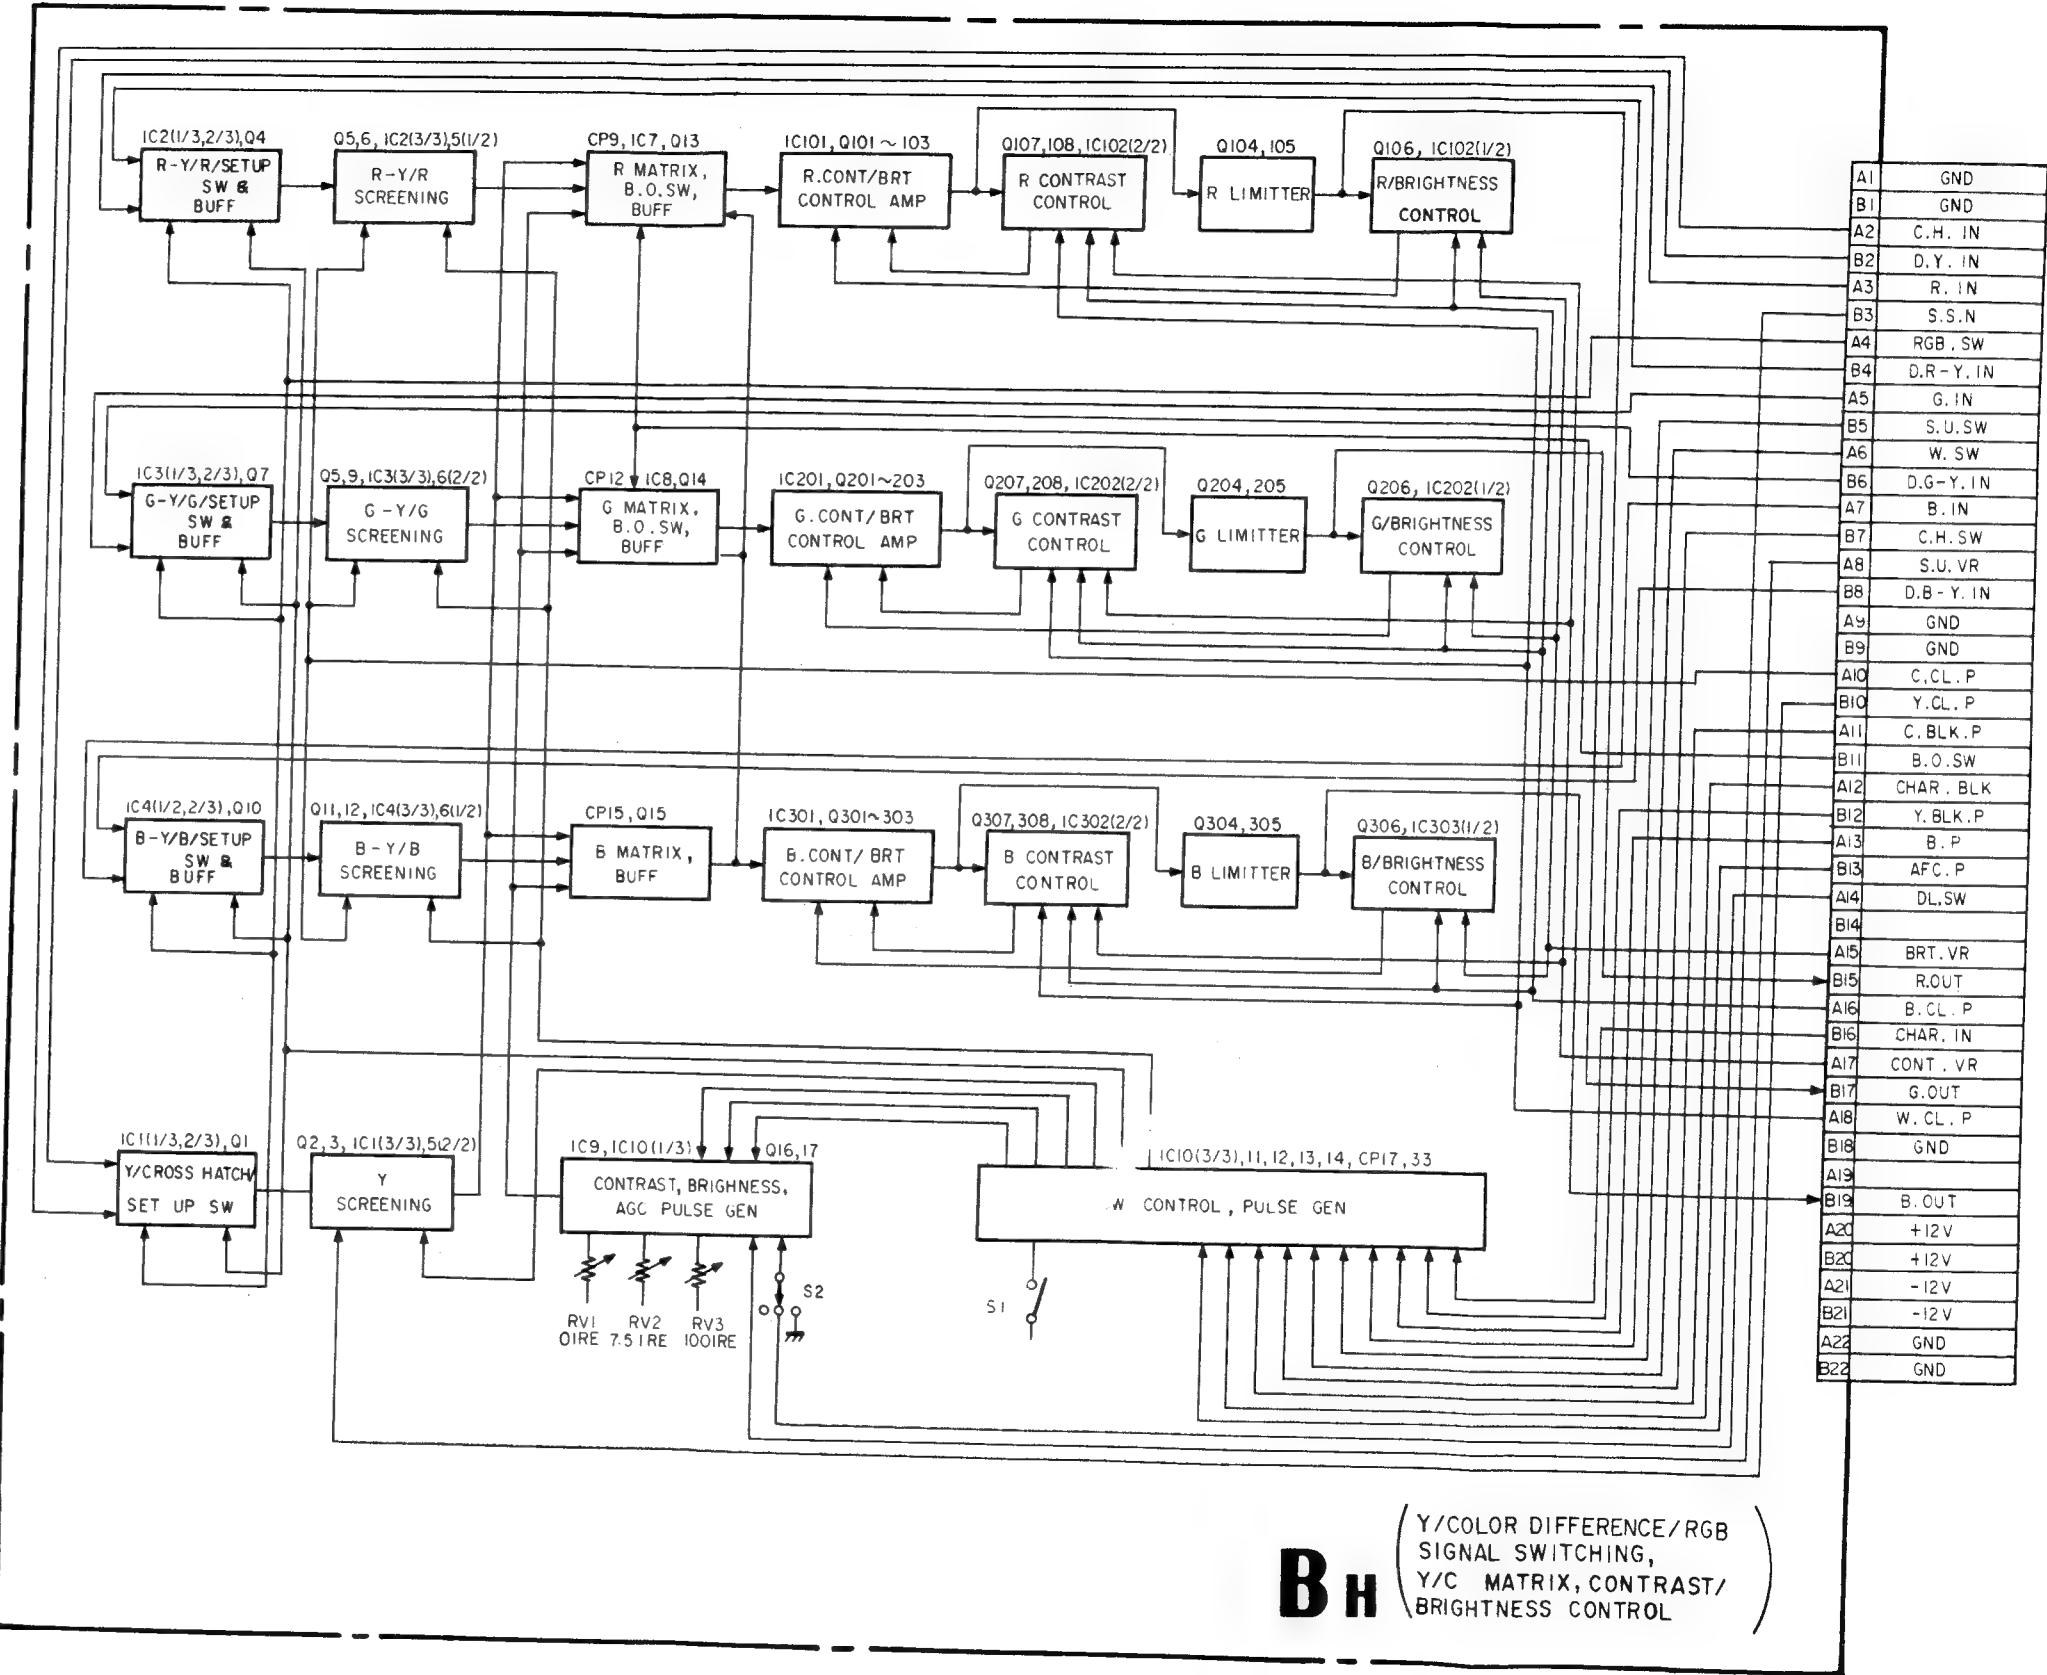 IC2(1/3,2/3),Q4
R-Y/R/SETUP
SW &
BUFF
Q5,6, IC2(3/3),5(1/2)
R-Y/R
SCREENING
CP9, IC7, Q13
R MATRIX,
B.O.SW,
BUFF
IC101, Q101~103
R.CONT/BRT
CONTROL AMP
Q107,108, IC102(2/2)
R CONTRAST
CONTROL
Q104, 105
R LIMITTER
Q106, IC102(1/2)
R/BRIGHTNESS
CONTROL
IC3(1/3,2/3),Q7
G-Y/G/SETUP
SW &
BUFF
Q5,9, IC3(3/3),6(2/2)
G-Y/G
SCREENING
CP12 IC8,Q14
G MATRIX,
B.O.SW,
BUFF
IC201, Q201~203
G.CONT/BRT
CONTROL AMP
Q207,208, IC202(2/2)
G CONTRAST
CONTROL
Q204, 205
G LIMITTER
Q206, IC202(1/2)
G/BRIGHTNESS
CONTROL
IC4(1/2,2/3),Q10
B-Y/B/SETUP
SW &
BUFF
Q11,12, IC4(3/3),6(1/2)
B-Y/B
SCREENING
CP15, Q15
B MATRIX,
BUFF
IC301, Q301~303
B.CONT/BRT
CONTROL AMP
Q307,308, IC302(2/2)
B CONTRAST
CONTROL
Q304, 305
B LIMITTER
Q306, IC303(1/2)
B/BRIGHTNESS
CONTROL
IC1(1/3,2/3), Q1
Y/CROSS HATCH/
SET UP SW
Q2,3, IC1(3/3),5(2/2)
Y
SCREENING
IC9, IC10(1/3) Q16,17
CONTRAST, BRIGHNESS,
AGC PULSE GEN
IC10(3/3),11,12,13,14, CP17,33
W CONTROL, PULSE GEN
S2
S1
RV1 RV2 RV3
0IRE 7.5IRE 100IRE
A1 GND
B1 GND
A2 C.H. IN
B2 D.Y. IN
A3 R. IN
B3 S.S.N
A4 RGB.SW
B4 D.R-Y.IN
A5 G.IN
B5 S.U.SW
A6 W.SW
B6 D.G-Y.IN
A7 B.IN
B7 C.H.SW
A8 S.U.VR
B8 D.B-Y.IN
A9 GND
B9 GND
A10 C.CL.P
B10 Y.CL.P
A11 C.BLK.P
B11 B.O.SW
A12 CHAR.BLK
B12 Y.BLK.P
A13 B.P
B13 AFC.P
A14 DL.SW
B14
A15 BRT.VR
B15 R.OUT
A16 B.CL.P
B16 CHAR.IN
A17 CONT.VR
B17 G.OUT
A18 W.CL.P
B18 GND
A19
B19 B.OUT
A20 +12V
B20 +12V
A21 -12V
B21 -12V
A22 GND
B22 GND
BH
Y/COLOR DIFFERENCE/RGB
SIGNAL SWITCHING,
Y/C MATRIX, CONTRAST/
BRIGHTNESS CONTROL